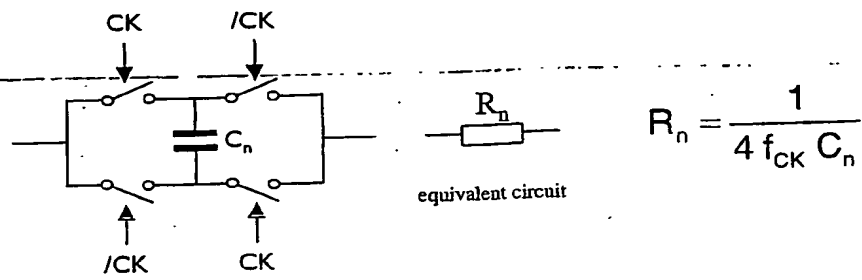 CK /CK
C_n
/CK CK
R_n
equivalent circuit
R_n = 1 / (4 f_CK C_n)